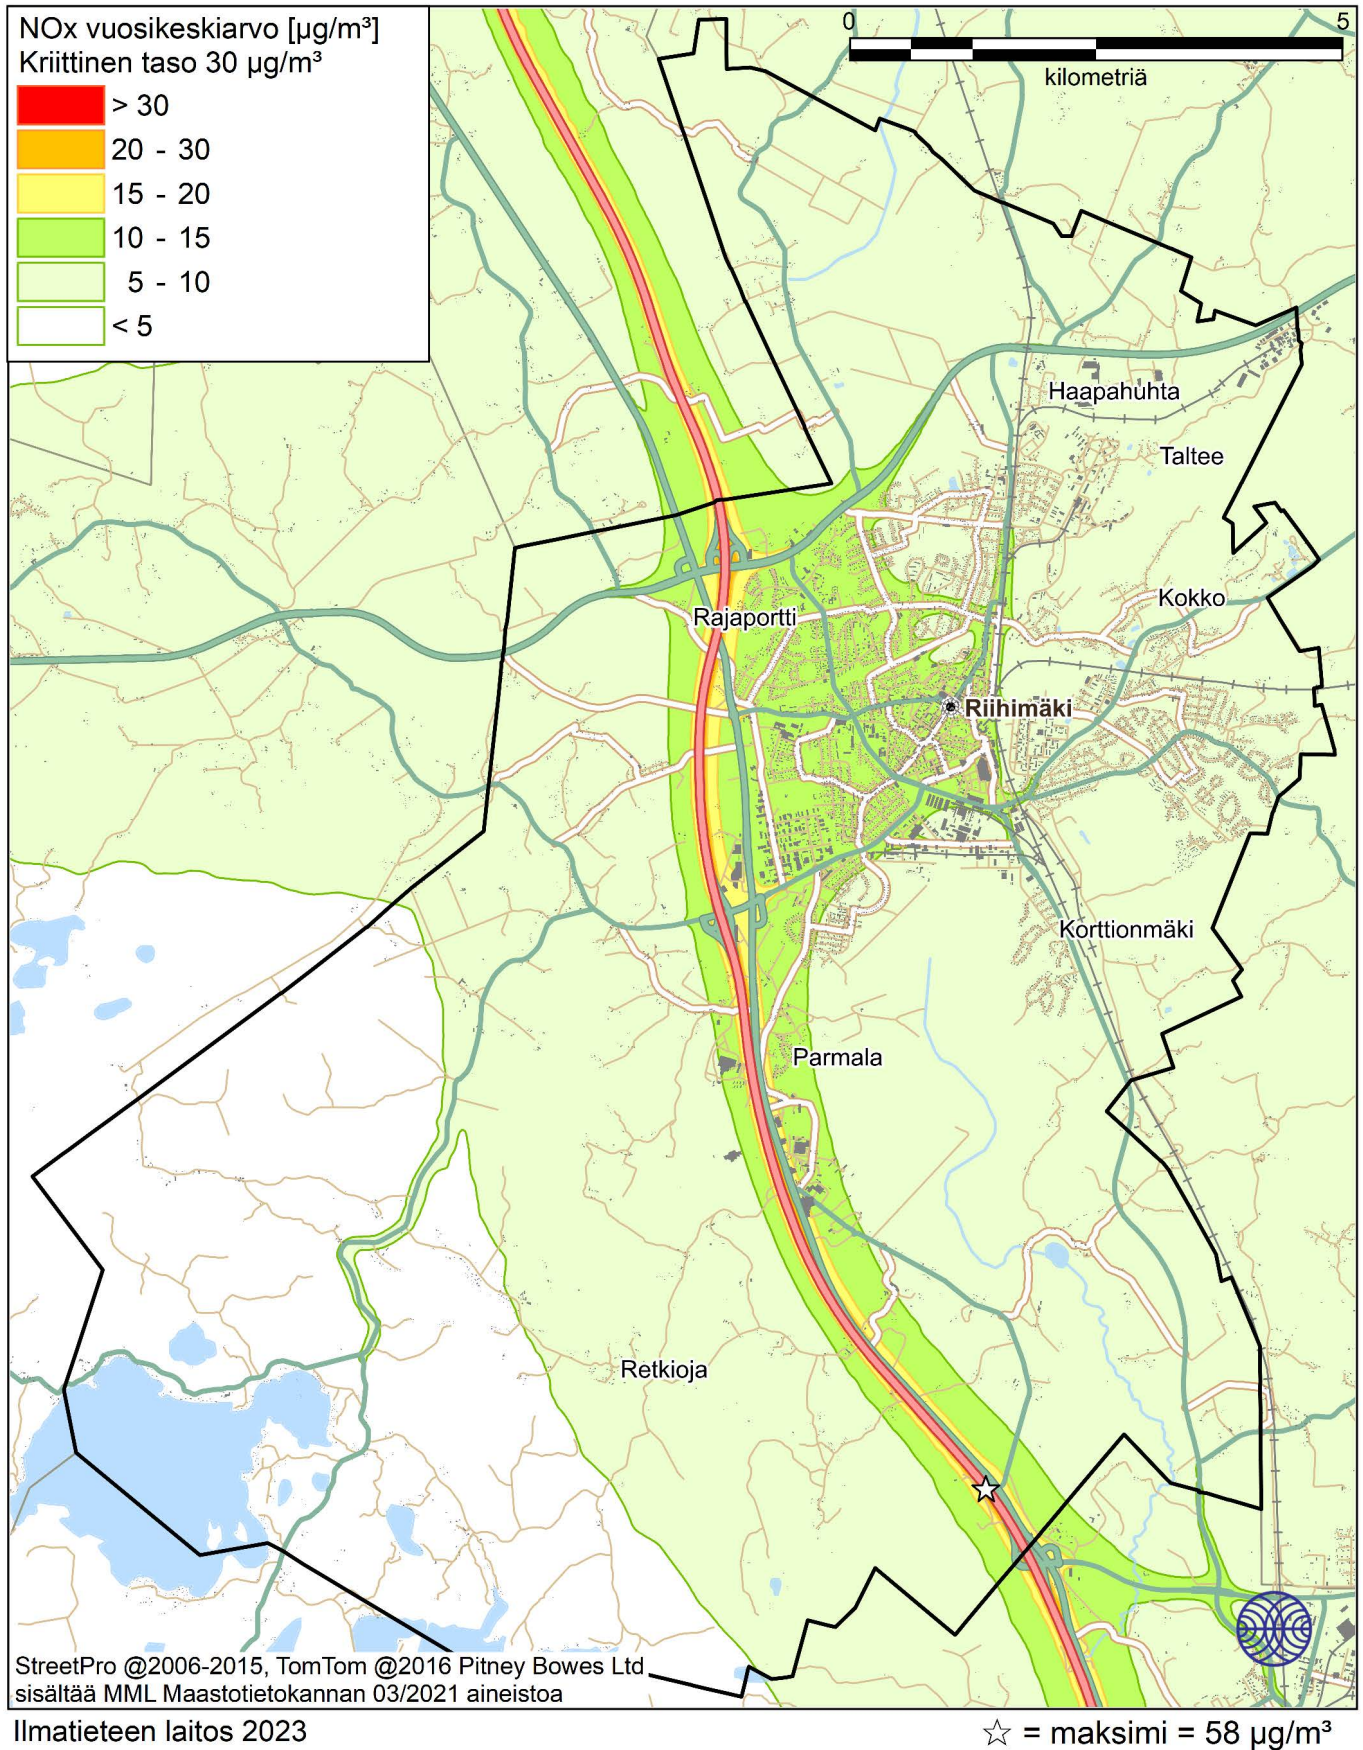 NOx vuosikeskiarvo [µg/m³]
Kriittinen taso 30 µg/m³
> 30
20 - 30
15 - 20
10 - 15
5 - 10
< 5
0 5
kilometriä
Haapahuhta
Taltee
Kokko
Rajaportti
Riihimäki
Korttionmäki
Parmala
Retkioja
StreetPro @2006-2015, TomTom @2016 Pitney Bowes Ltd
sisältää MML Maastotietokannan 03/2021 aineistoa
Ilmatieteen laitos 2023
☆ = maksimi = 58 µg/m³